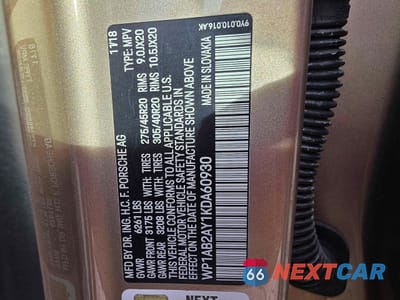 9Y0.010.016.AK
MFD. BY DR. ING. H.C. F. PORSCHE AG 11/18
GVWR 6261 LBS TYPE: MPV
GAWR FRONT 3175 LBS WITH TIRES 275/45R20 RIMS 9.0JX20
GAWR REAR 3208 LBS WITH TIRES 305/40R20 RIMS 10.5JX20
THIS VEHICLE CONFORMS TO ALL APPLICABLE U.S.
FEDERAL MOTOR VEHICLE SAFETY STANDARDS IN
EFFECT ON THE DATE OF MANUFACTURE SHOWN ABOVE.
WP1AB2AY1KDA60930 MADE IN SLOVAKIA
66 NEXTCAR
NEXT